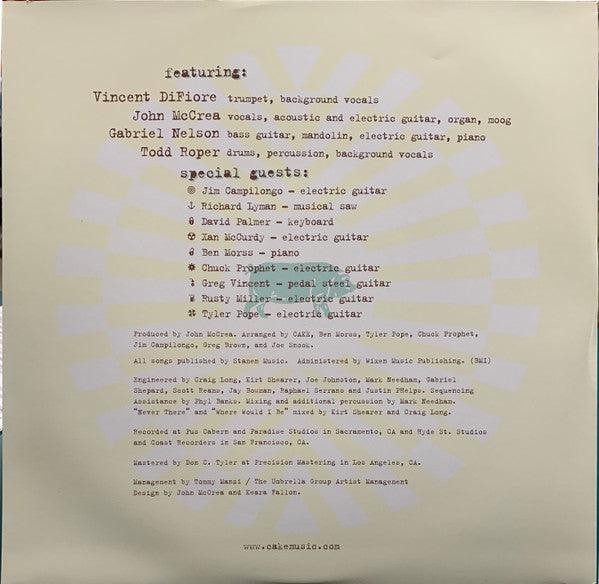 featuring:
Vincent DiFiore trumpet, background vocals
John McCrea vocals, acoustic and electric guitar, organ, moog
Gabriel Nelson bass guitar, mandolin, electric guitar, piano
Todd Roper drums, percussion, background vocals
special guests:
Jim Campilongo - electric guitar
Richard Lyman - musical saw
David Palmer - keyboard
Xan McCurdy - electric guitar
Ben Morss - piano
Chuck Prophet - electric guitar
Greg Vincent - pedal steel guitar
Rusty Miller - electric guitar
Tyler Pope - electric guitar
Produced by John McCrea. Arranged by CAKE, Ben Morss, Tyler Pope, Chuck Prophet,
Jim Campilongo, Greg Brown, and Joe Snook.
All songs published by Stamen Music. Administered by Wixen Music Publishing. (BMI)
Engineered by Craig Long, Kirt Shearer, Joe Johnston, Mark Needham, Gabriel
Shepard, Scott Reams, Jay Bowman, Raphael Serrano and Justin PHelps. Sequencing
Assistance by Phyl Banks. Mixing and additional percussion by Mark Needham.
"Never There" and "Where Would I Be" mixed by Kirt Shearer and Craig Long.
Recorded at Pus Cabern and Paradise Studios in Sacramento, CA and Hyde St. Studios
and Coast Recorders in San Francisco, CA.
Mastered by Don C. Tyler at Precision Mastering in Los Angeles, CA.
Management by Tommy Manzi / The Umbrella Group Artist Management
Design by John McCrea and Keara Fallon.
www.cakemusic.com